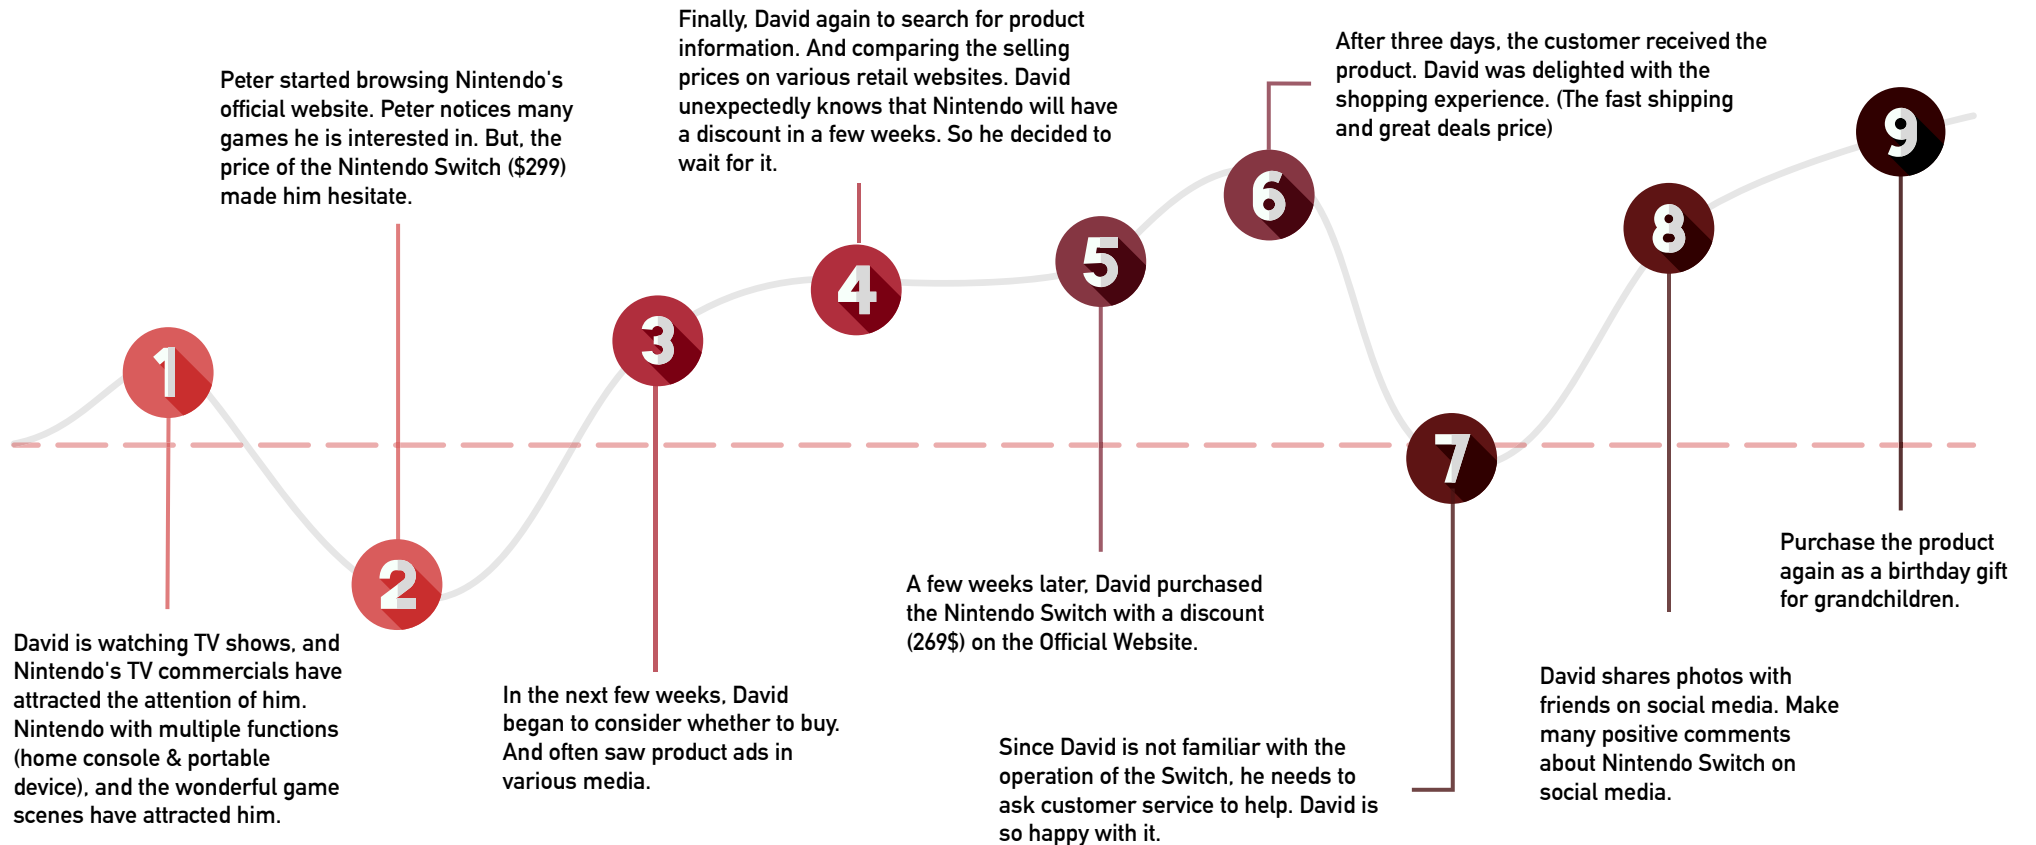 1
David is watching TV shows, and
Nintendo's TV commercials have
attracted the attention of him.
Nintendo with multiple functions
(home console & portable
device), and the wonderful game
scenes have attracted him.
2
Peter started browsing Nintendo's
official website. Peter notices many
games he is interested in. But, the
price of the Nintendo Switch ($299)
made him hesitate.
3
In the next few weeks, David
began to consider whether to buy.
And often saw product ads in
various media.
4
Finally, David again to search for product
information. And comparing the selling
prices on various retail websites. David
unexpectedly knows that Nintendo will have
a discount in a few weeks. So he decided to
wait for it.
5
A few weeks later, David purchased
the Nintendo Switch with a discount
(269$) on the Official Website.
6
After three days, the customer received the
product. David was delighted with the
shopping experience. (The fast shipping
and great deals price)
7
Since David is not familiar with the
operation of the Switch, he needs to
ask customer service to help. David is
so happy with it.
8
David shares photos with
friends on social media. Make
many positive comments
about Nintendo Switch on
social media.
9
Purchase the product
again as a birthday gift
for grandchildren.